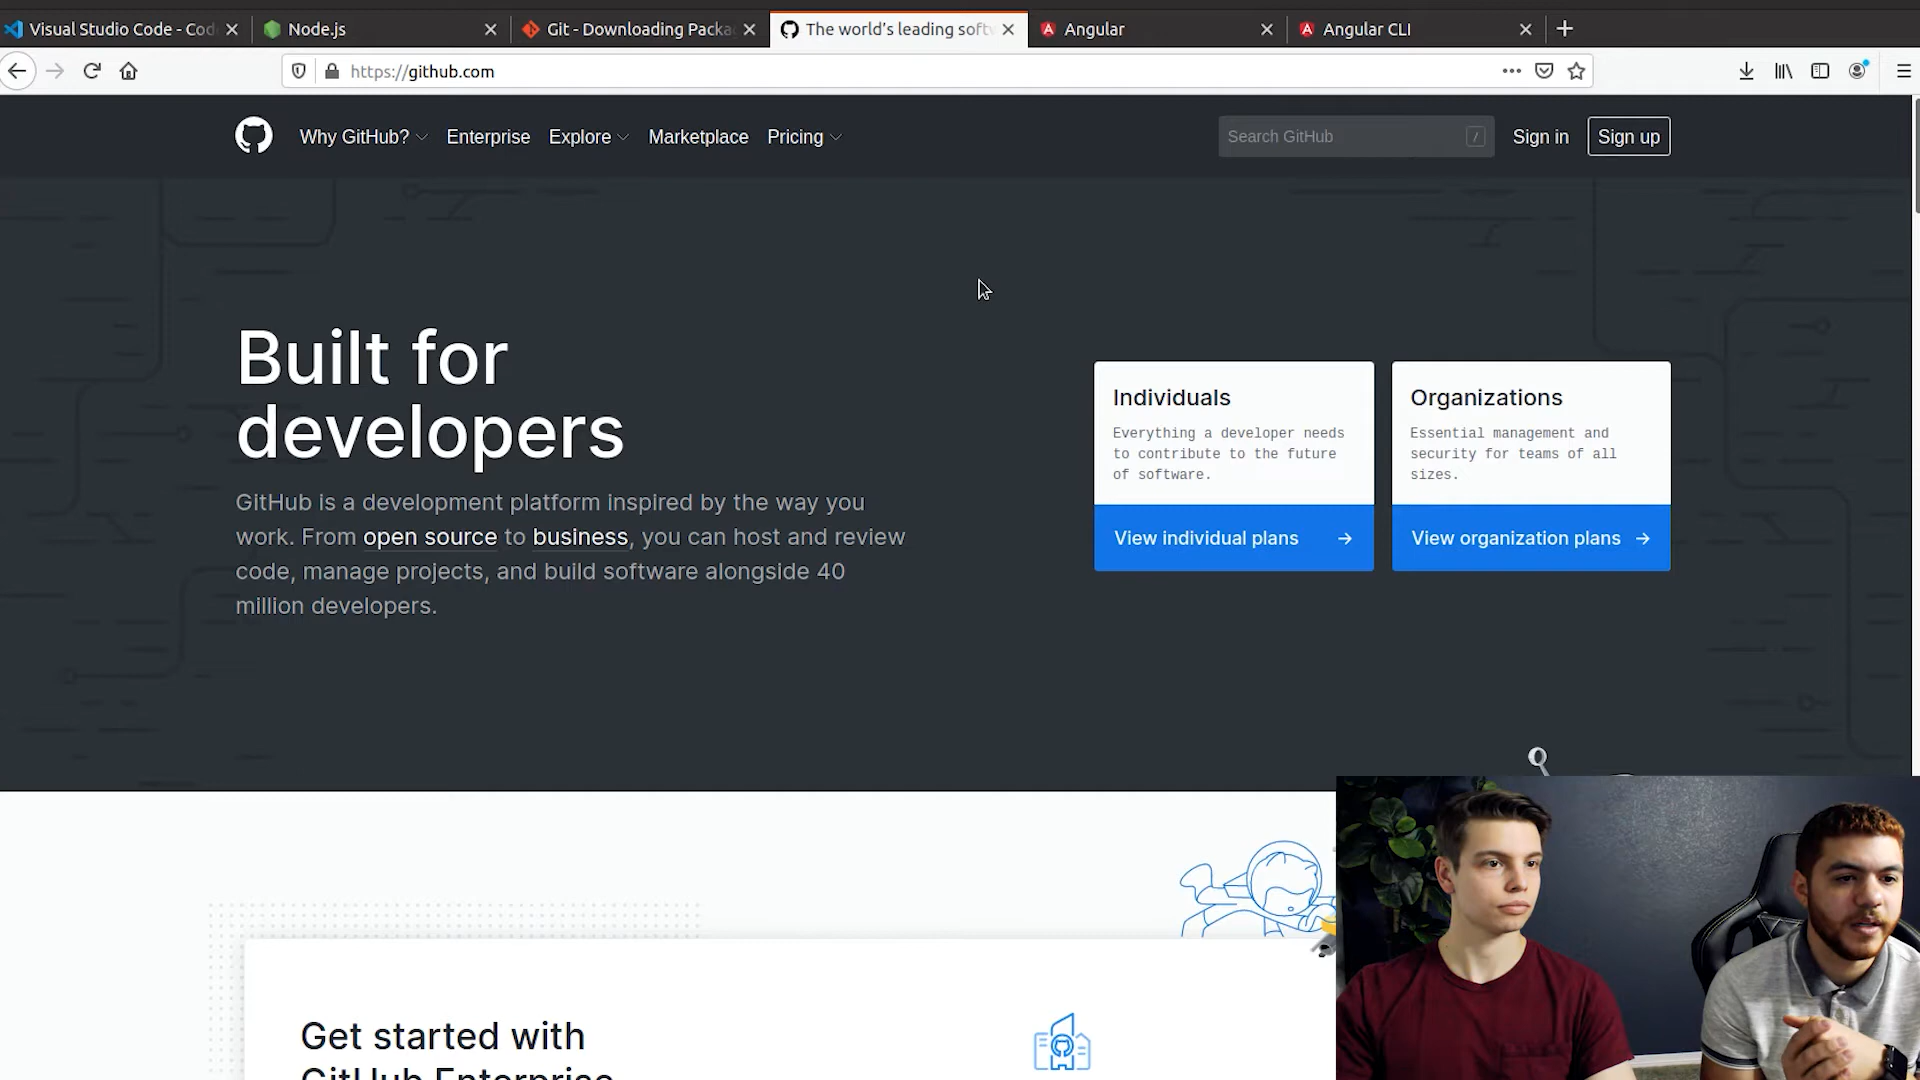 Visual Studio Code - Cod
Node.js
Git - Downloading Packa
The world's leading softw
Angular
Angular CLI
https://github.com
Why GitHub?
Enterprise
Explore
Marketplace
Pricing
Search GitHub
/
Sign in
Sign up
Built for
developers
GitHub is a development platform inspired by the way you
work. From open source to business, you can host and review
code, manage projects, and build software alongside 40
million developers.
Individuals
Everything a developer needs
to contribute to the future
of software.
View individual plans →
Organizations
Essential management and
security for teams of all
sizes.
View organization plans →
Get started with
GitHub Enterprise